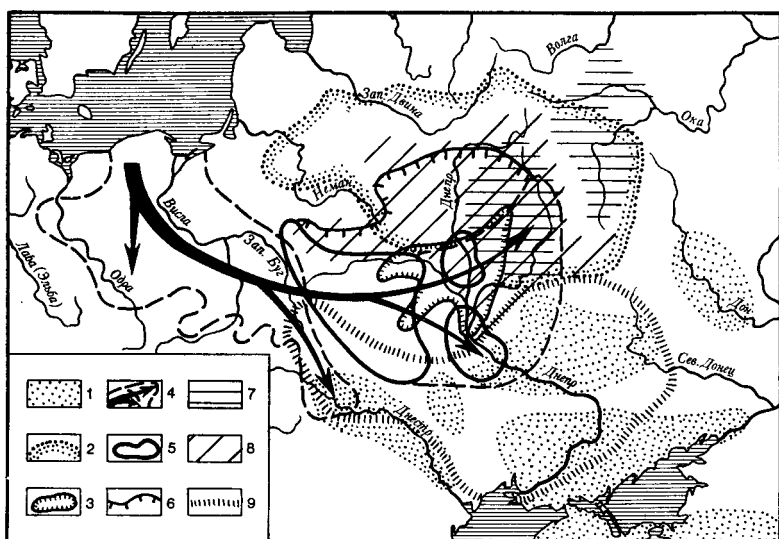 Волга
Зап. Двина
Ока
Неман
Днепр
Висла
Зап. Буг
Одра
Лаба (Эльба)
Дон
Сев. Донец
Днепр
Днестр
1 4 7
2 5 8
3 6 9